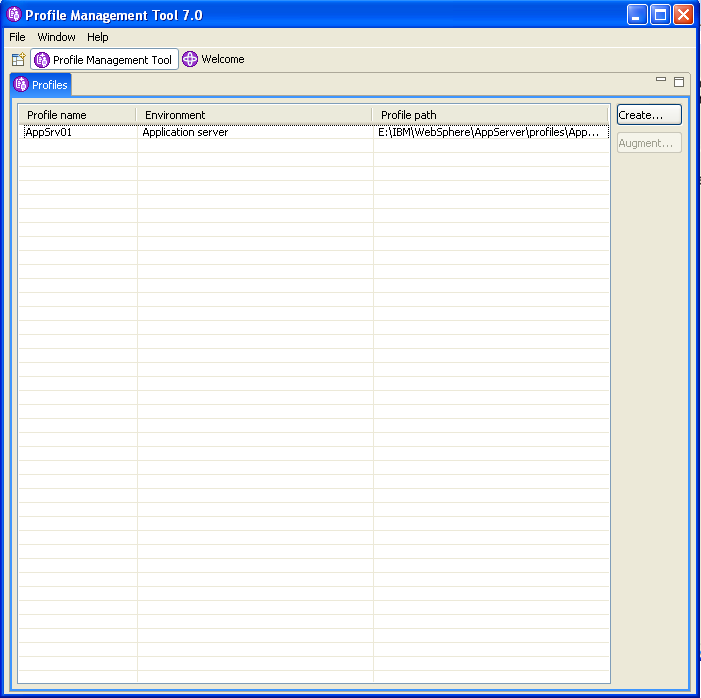 Profile Management Tool 7.0
File Window Help
Profile Management Tool Welcome
Profiles
Profile name Environment Profile path Create...
AppSrv01 Application server E:\IBM\WebSphere\AppServer\profiles\App...
Augment...